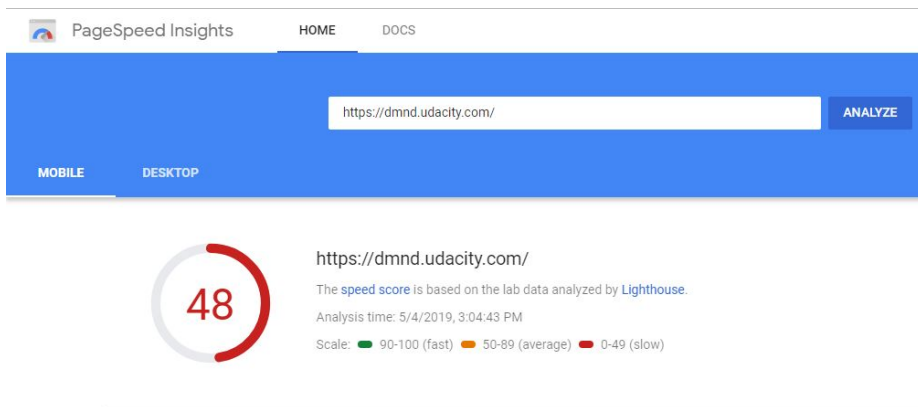 PageSpeed Insights HOME DOCS
https://dmnd.udacity.com/ ANALYZE
MOBILE DESKTOP
48
https://dmnd.udacity.com/
The speed score is based on the lab data analyzed by Lighthouse.
Analysis time: 5/4/2019, 3:04:43 PM
Scale: 90-100 (fast) 50-89 (average) 0-49 (slow)